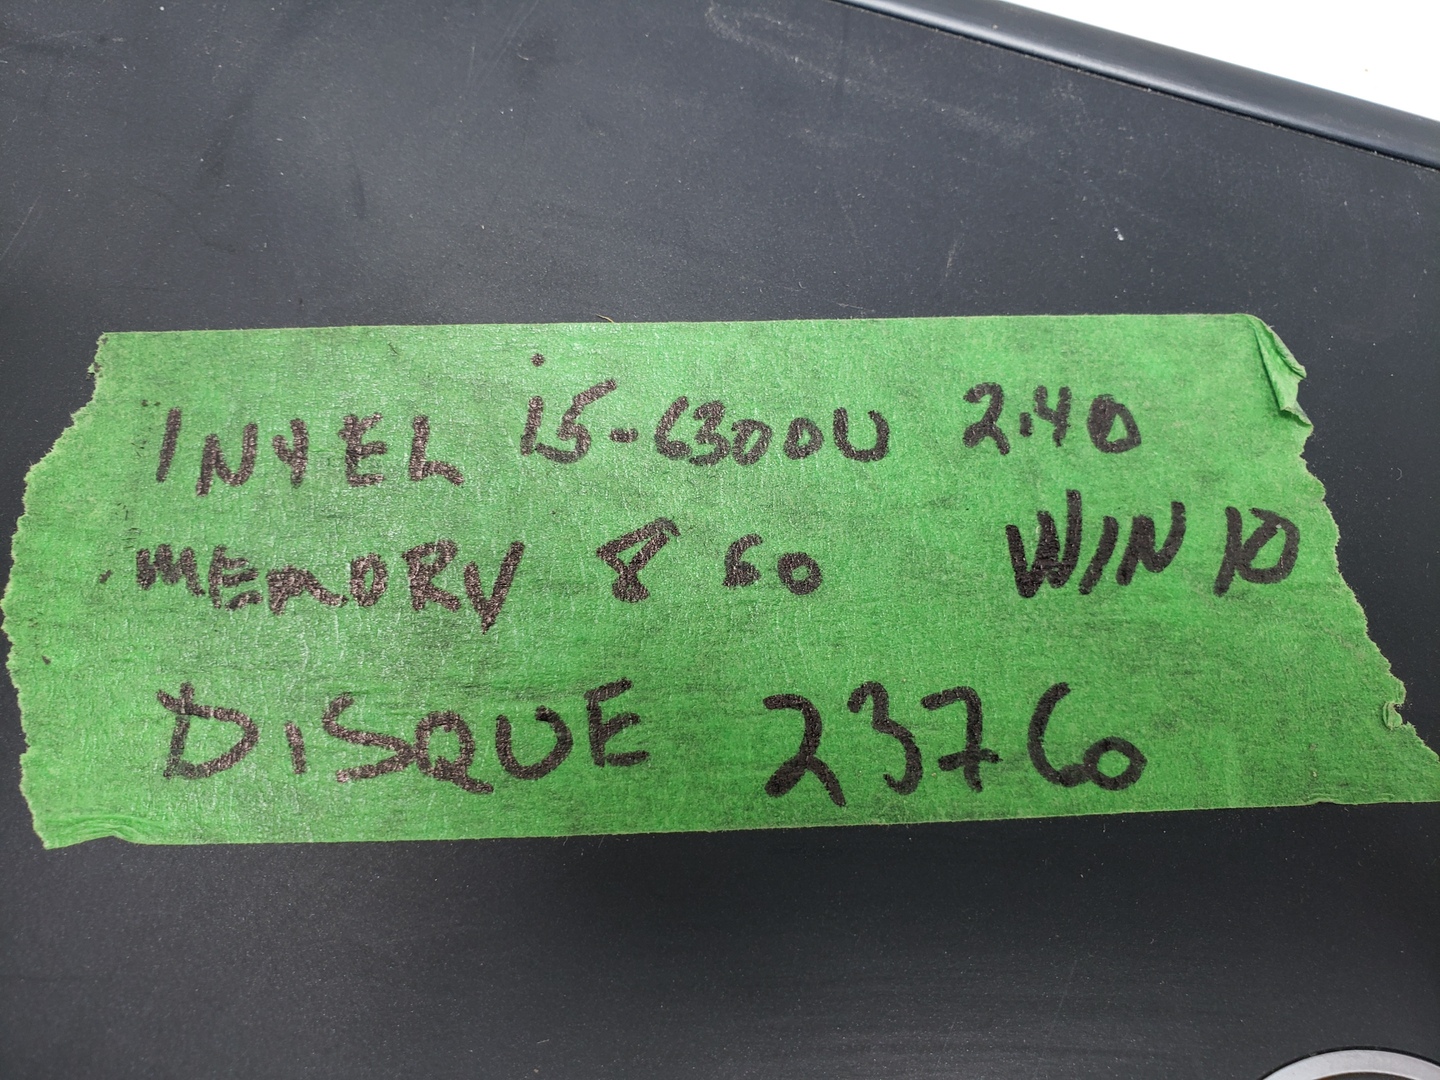 INTEL i5-6300U 2.40
MEMORY 8 GO WIN 10
DISQUE 237 GO